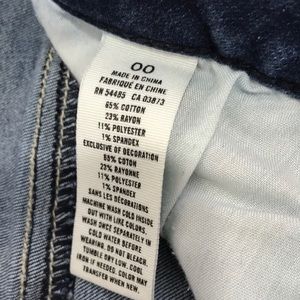 00
MADE IN CHINA
FABRIQUÉ EN CHINE
RN 54485 CA 03873
65% COTTON
23% RAYON
11% POLYESTER
1% SPANDEX
EXCLUSIVE OF DECORATION
65% COTON
23% RAYONNE
11% POLYESTER
1% SPANDEX
SANS LES DÉCORATIONS
MACHINE WASH COLD INSIDE
OUT WITH LIKE COLORS.
WASH ONCE SEPARATELY IN
COLD WATER BEFORE
WEARING. DO NOT BLEACH.
TUMBLE DRY LOW. COOL
IRON IF NEEDED. COLOR MAY
TRANSFER WHEN NEW.